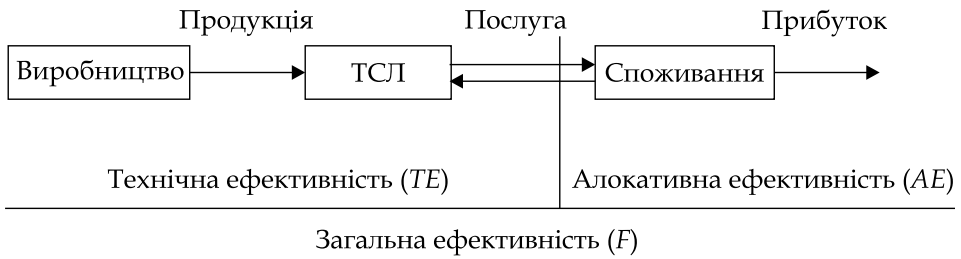 Продукція Послуга Прибуток
Виробництво ТСЛ Споживання
Технічна ефективність (TE) Алокативна ефективність (AE)
Загальна ефективність (F)